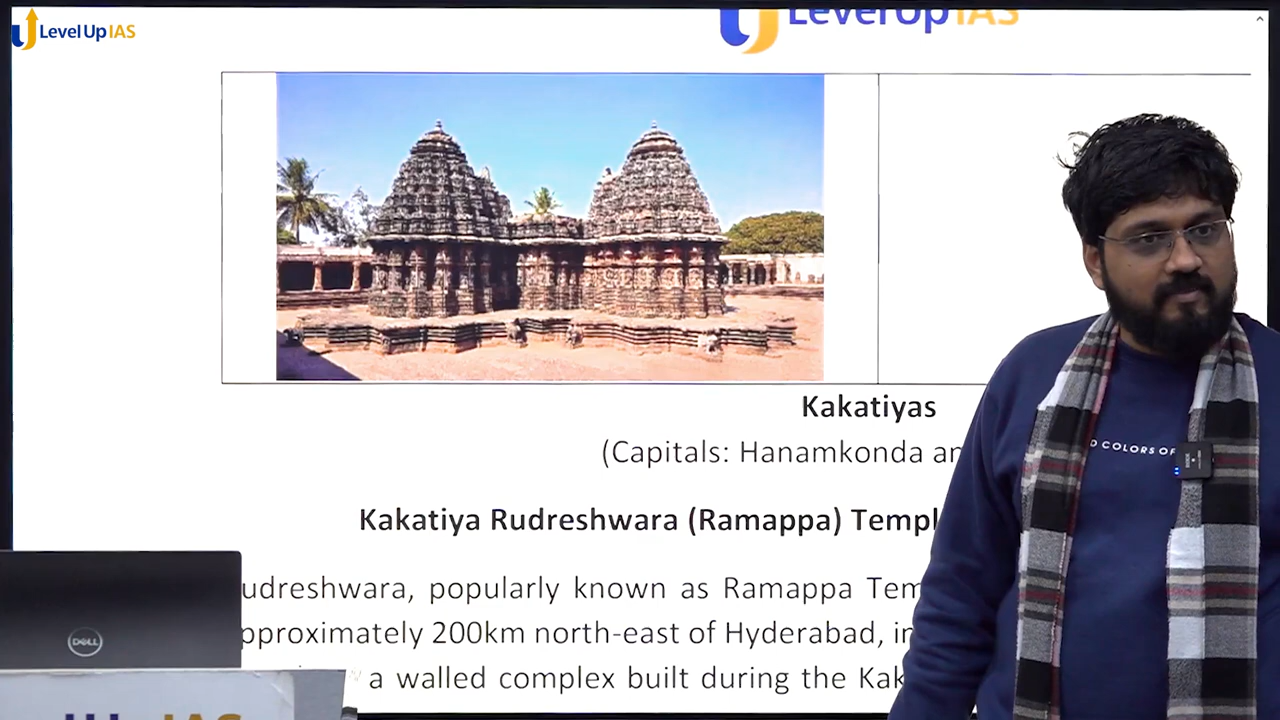 Level Up IAS
LevelUp IAS
Kakatiyas
(Capitals: Hanamkonda an
Kakatiya Rudreshwara (Ramappa) Templ
udreshwara, popularly known as Ramappa Tem
pproximately 200km north-east of Hyderabad, in
a walled complex built during the Kak
D COLORS OF
DELL